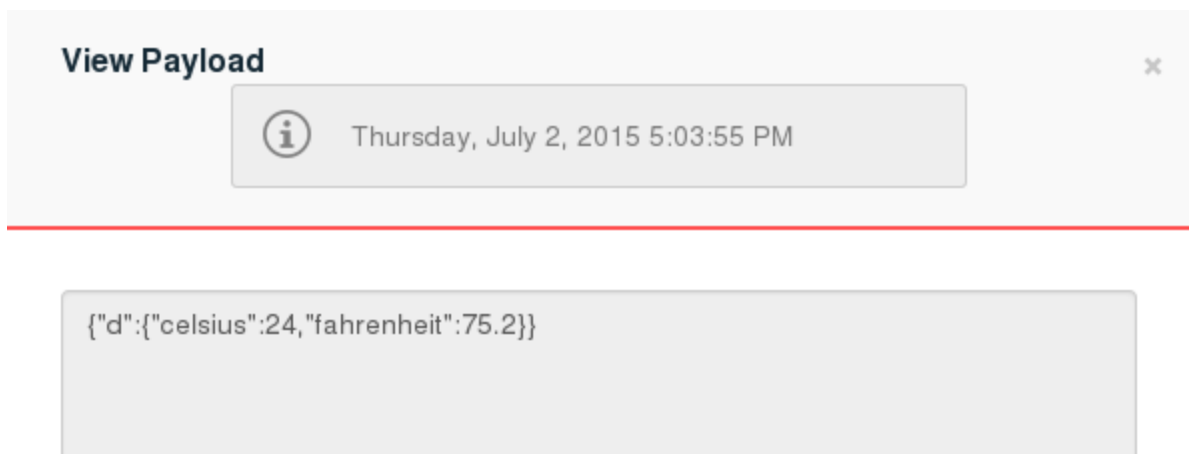 View Payload
Thursday, July 2, 2015 5:03:55 PM
{"d":{"celsius":24,"fahrenheit":75.2}}